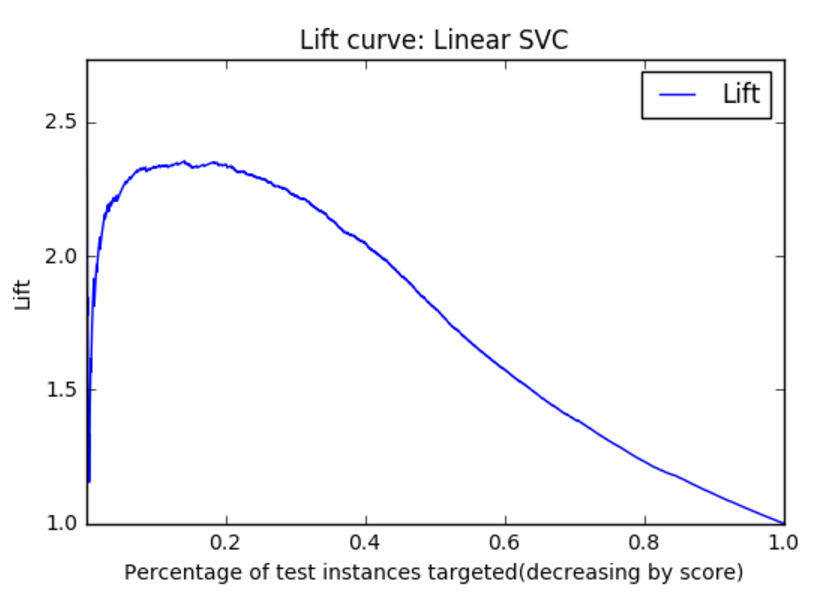 Lift curve: Linear SVC
Lift
2.5
2.0
1.5
1.0
Lift
0.2
0.4
0.6
0.8
1.0
Percentage of test instances targeted(decreasing by score)